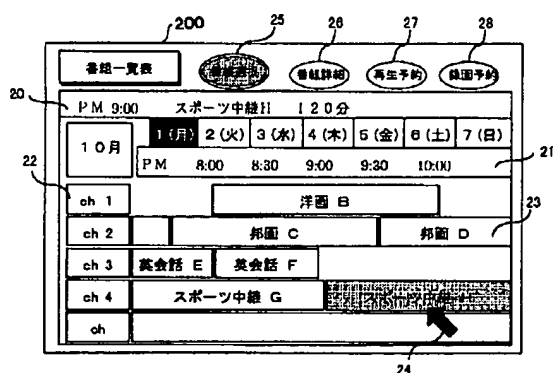 200
25
26
27
28
番組一覧表
番組詳細
再生予約
録画予約
20
PM 9:00 スポーツ中継H 120分
10月
1(月) 2(火) 3(水) 4(木) 5(金) 6(土) 7(日)
PM 8:00 8:30 9:00 9:30 10:00
21
22
ch 1 洋画 B
23
ch 2 邦画 C 邦画 D
ch 3 英会話 E 英会話 F
ch 4 スポーツ中継 G スポーツ中継 H
ch
24